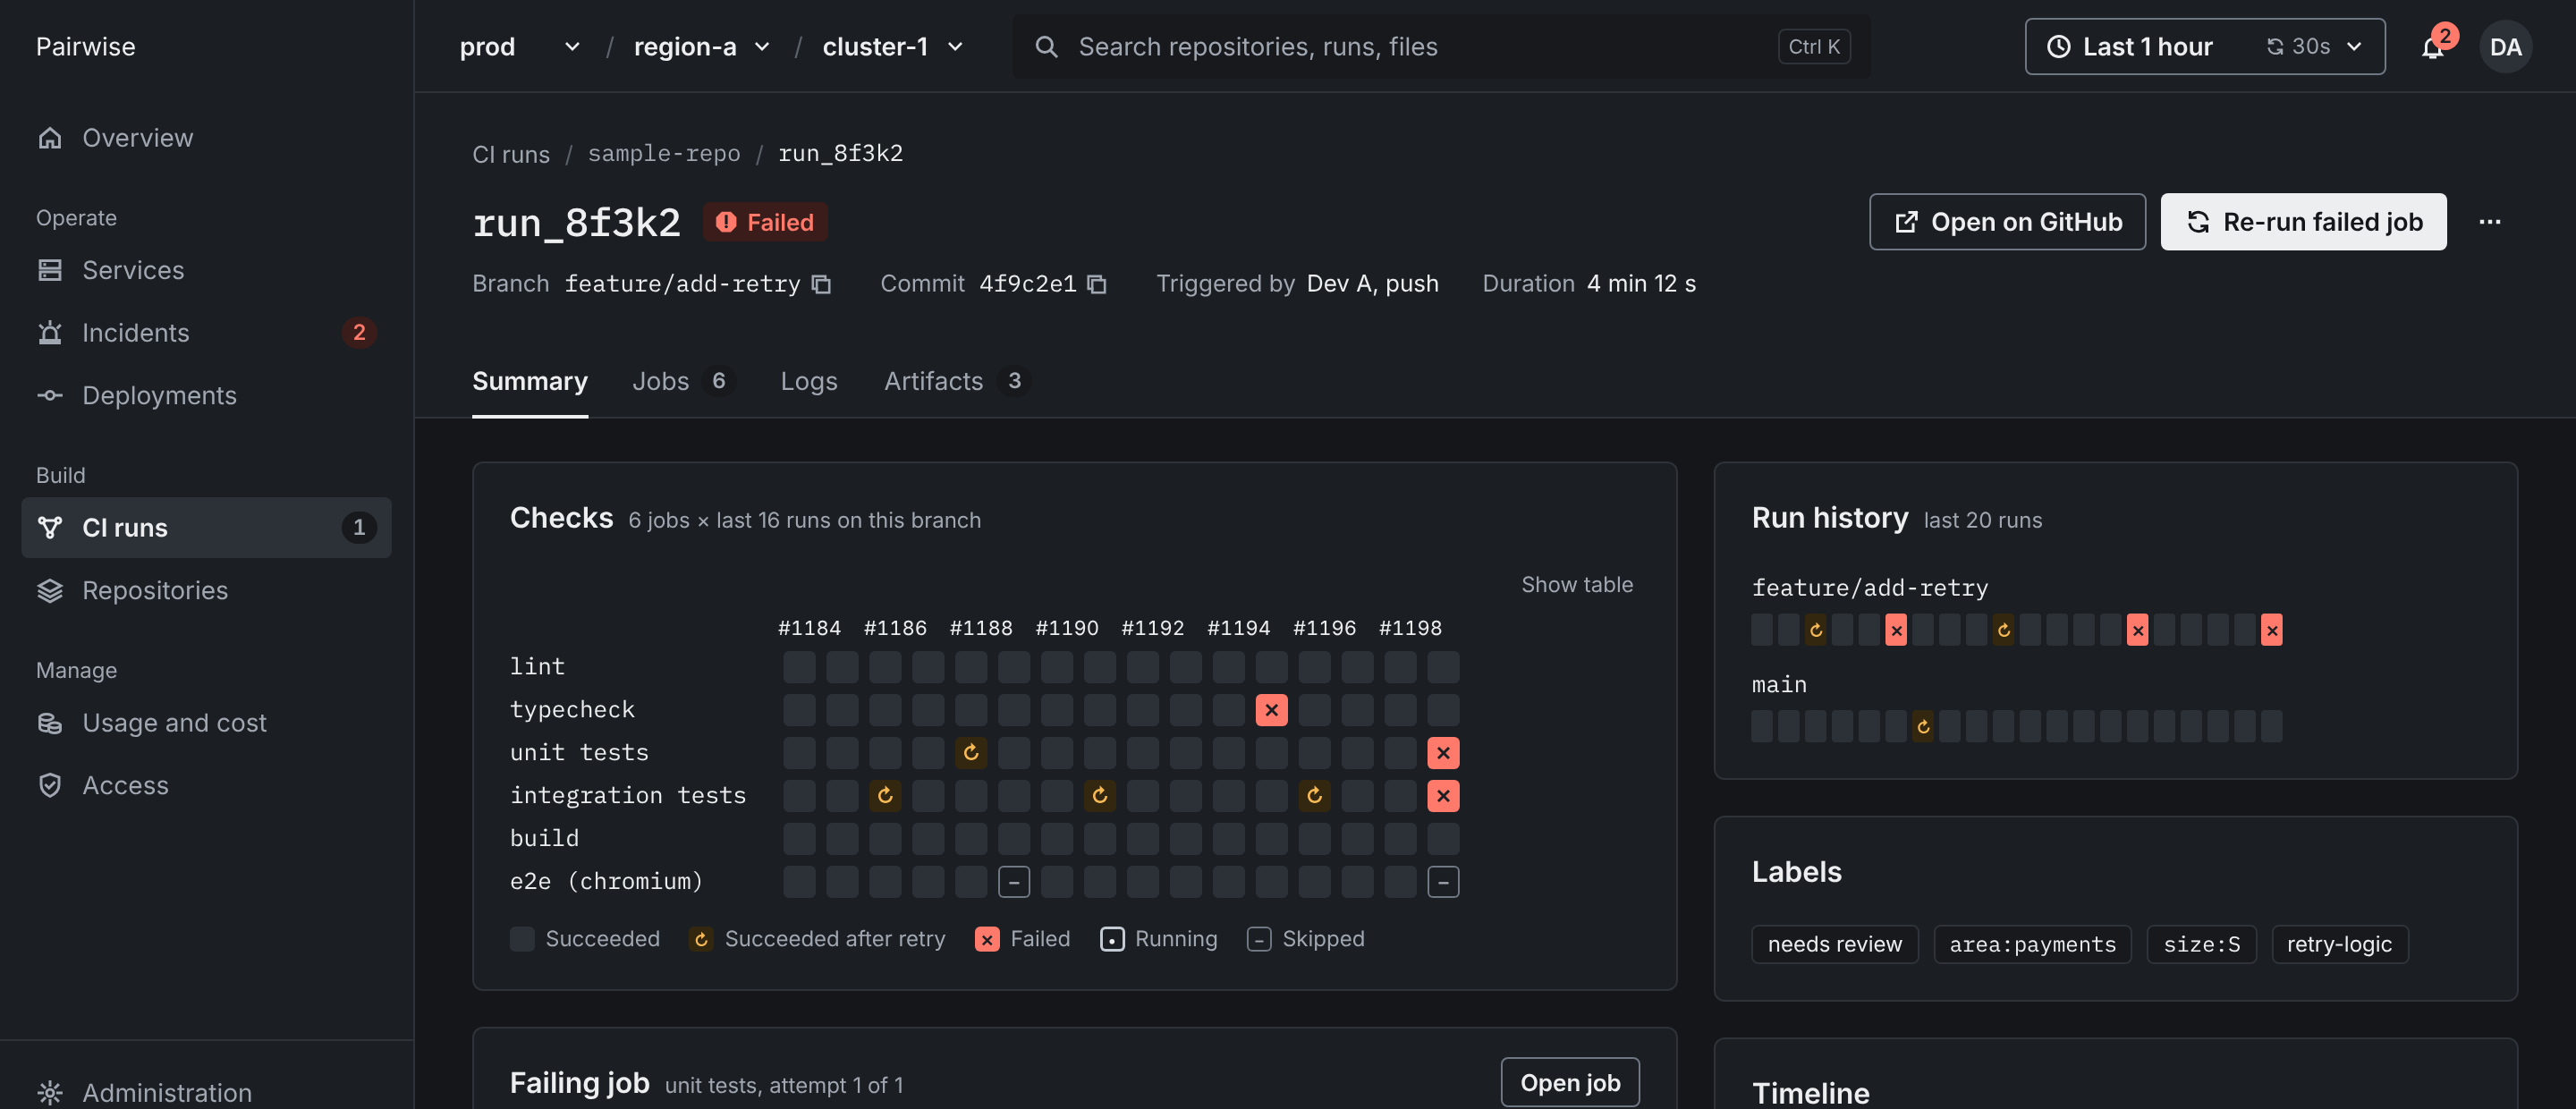 Pairwise
Overview
Operate
Services
Incidents 2
Deployments
Build
CI runs 1
Repositories
Manage
Usage and cost
Access
Administration
prod / region-a / cluster-1
Search repositories, runs, files Ctrl K
Last 1 hour 30s
2
DA
CI runs / sample-repo / run_8f3k2
run_8f3k2 Failed
Open on GitHub
Re-run failed job
Branch feature/add-retry Commit 4f9c2e1 Triggered by Dev A, push Duration 4 min 12 s
Summary Jobs 6 Logs Artifacts 3
Checks 6 jobs × last 16 runs on this branch
Show table
#1184 #1186 #1188 #1190 #1192 #1194 #1196 #1198
lint
typecheck
unit tests
integration tests
build
e2e (chromium)
Succeeded Succeeded after retry Failed Running Skipped
Failing job unit tests, attempt 1 of 1
Open job
Run history last 20 runs
feature/add-retry
main
Labels
needs review area:payments size:S retry-logic
Timeline